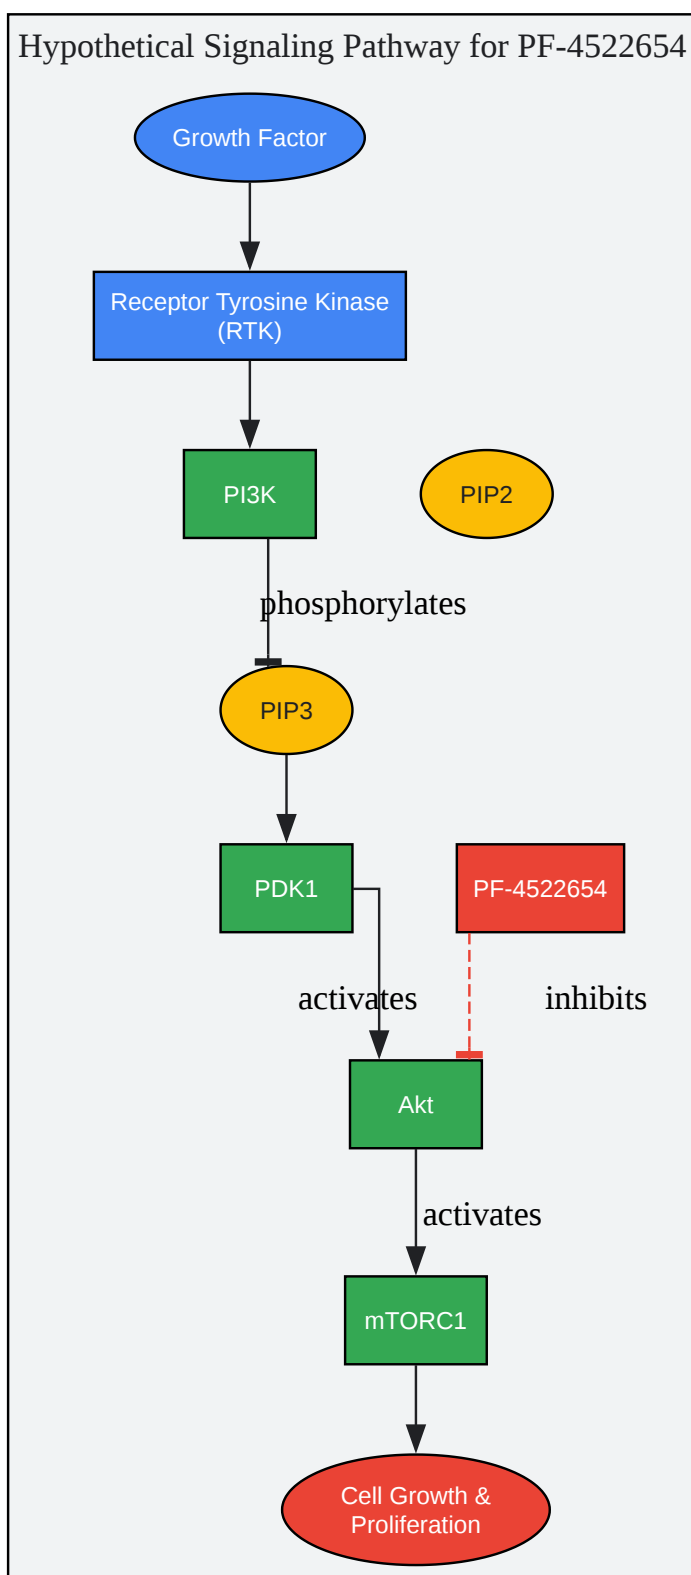 Hypothetical Signaling Pathway for PF-4522654
Growth Factor
Receptor Tyrosine Kinase
(RTK)
PI3K
PIP2
phosphorylates
PIP3
PDK1
PF-4522654
activates
inhibits
Akt
activates
mTORC1
Cell Growth &
Proliferation